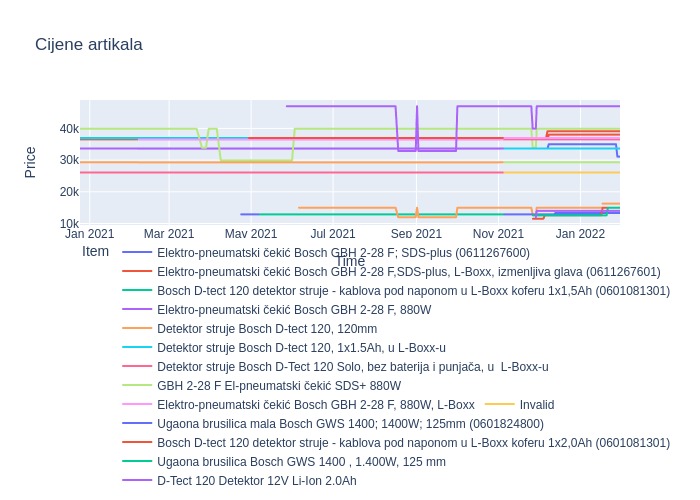 Cijene artikala
Price
40k
30k
20k
10k
Jan 2021 Mar 2021 May 2021 Jul 2021 Sep 2021 Nov 2021 Jan 2022
Time
Item
Elektro-pneumatski čekić Bosch GBH 2-28 F; SDS-plus (0611267600)
Elektro-pneumatski čekić Bosch GBH 2-28 F,SDS-plus, L-Boxx, izmenljiva glava (0611267601)
Bosch D-tect 120 detektor struje - kablova pod naponom u L-Boxx koferu 1x1,5Ah (0601081301)
Elektro-pneumatski čekić Bosch GBH 2-28 F, 880W
Detektor struje Bosch D-tect 120, 120mm
Detektor struje Bosch D-tect 120, 1x1.5Ah, u L-Boxx-u
Detektor struje Bosch D-Tect 120 Solo, bez baterija i punjača, u L-Boxx-u
GBH 2-28 F El-pneumatski čekić SDS+ 880W
Elektro-pneumatski čekić Bosch GBH 2-28 F, 880W, L-Boxx Invalid
Ugaona brusilica mala Bosch GWS 1400; 1400W; 125mm (0601824800)
Bosch D-tect 120 detektor struje - kablova pod naponom u L-Boxx koferu 1x2,0Ah (0601081301)
Ugaona brusilica Bosch GWS 1400 , 1.400W, 125 mm
D-Tect 120 Detektor 12V Li-Ion 2.0Ah